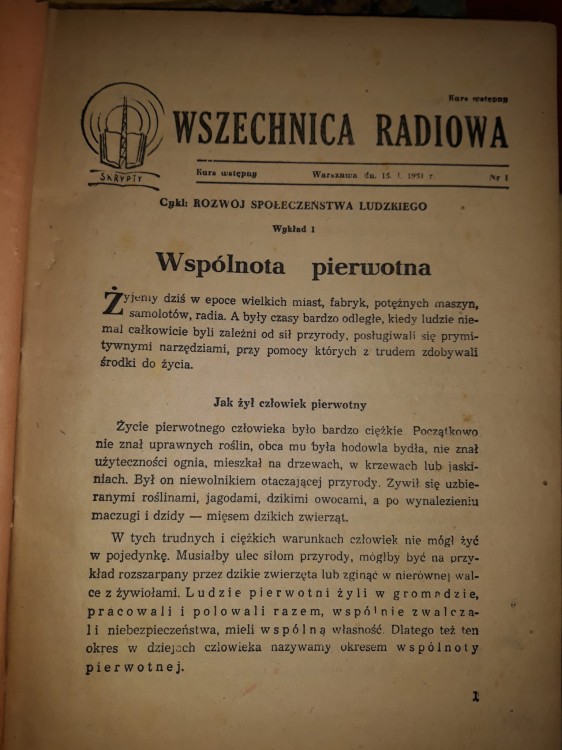 Kurs wstępny
WSZECHNICA RADIOWA
SKRYPTY
Kurs wstępny Warszawa dn. 15. I. 1951 r. Nr 1
Cykl: ROZWÓJ SPOŁECZEŃSTWA LUDZKIEGO
Wykład 1
Wspólnota pierwotna
Żyjemy dziś w epoce wielkich miast, fabryk, potężnych maszyn,
samolotów, radia. A były czasy bardzo odległe, kiedy ludzie nie-
mal całkowicie byli zależni od sił przyrody, posługiwali się prymi-
tywnymi narzędziami, przy pomocy których z trudem zdobywali
środki do życia.
Jak żył człowiek pierwotny
Życie pierwotnego człowieka było bardzo ciężkie. Początkowo
nie znał uprawnych roślin, obca mu była hodowla bydła, nie znał
użyteczności ognia, mieszkał na drzewach, w krzewach lub jaski-
niach. Był on niewolnikiem otaczającej przyrody. Żywił się uzbie-
ranymi roślinami, jagodami, dzikimi owocami, a po wynalezieniu
maczugi i dzidy — mięsem dzikich zwierząt.
W tych trudnych i ciężkich warunkach człowiek nie mógł żyć
w pojedynkę. Musiałby ulec siłom przyrody, mógłby być na przy-
kład rozszarpany przez dzikie zwierzęta lub zginąć w nierównej wal-
ce z żywiołami. Ludzie pierwotni żyli w gromadzie,
pracowali i polowali razem, wspólnie zwalcza-
li niebezpieczeństwa, mieli wspólną własność. Dlatego też ten
okres w dziejach człowieka nazywamy okresem wspólnoty
pierwotnej.
1